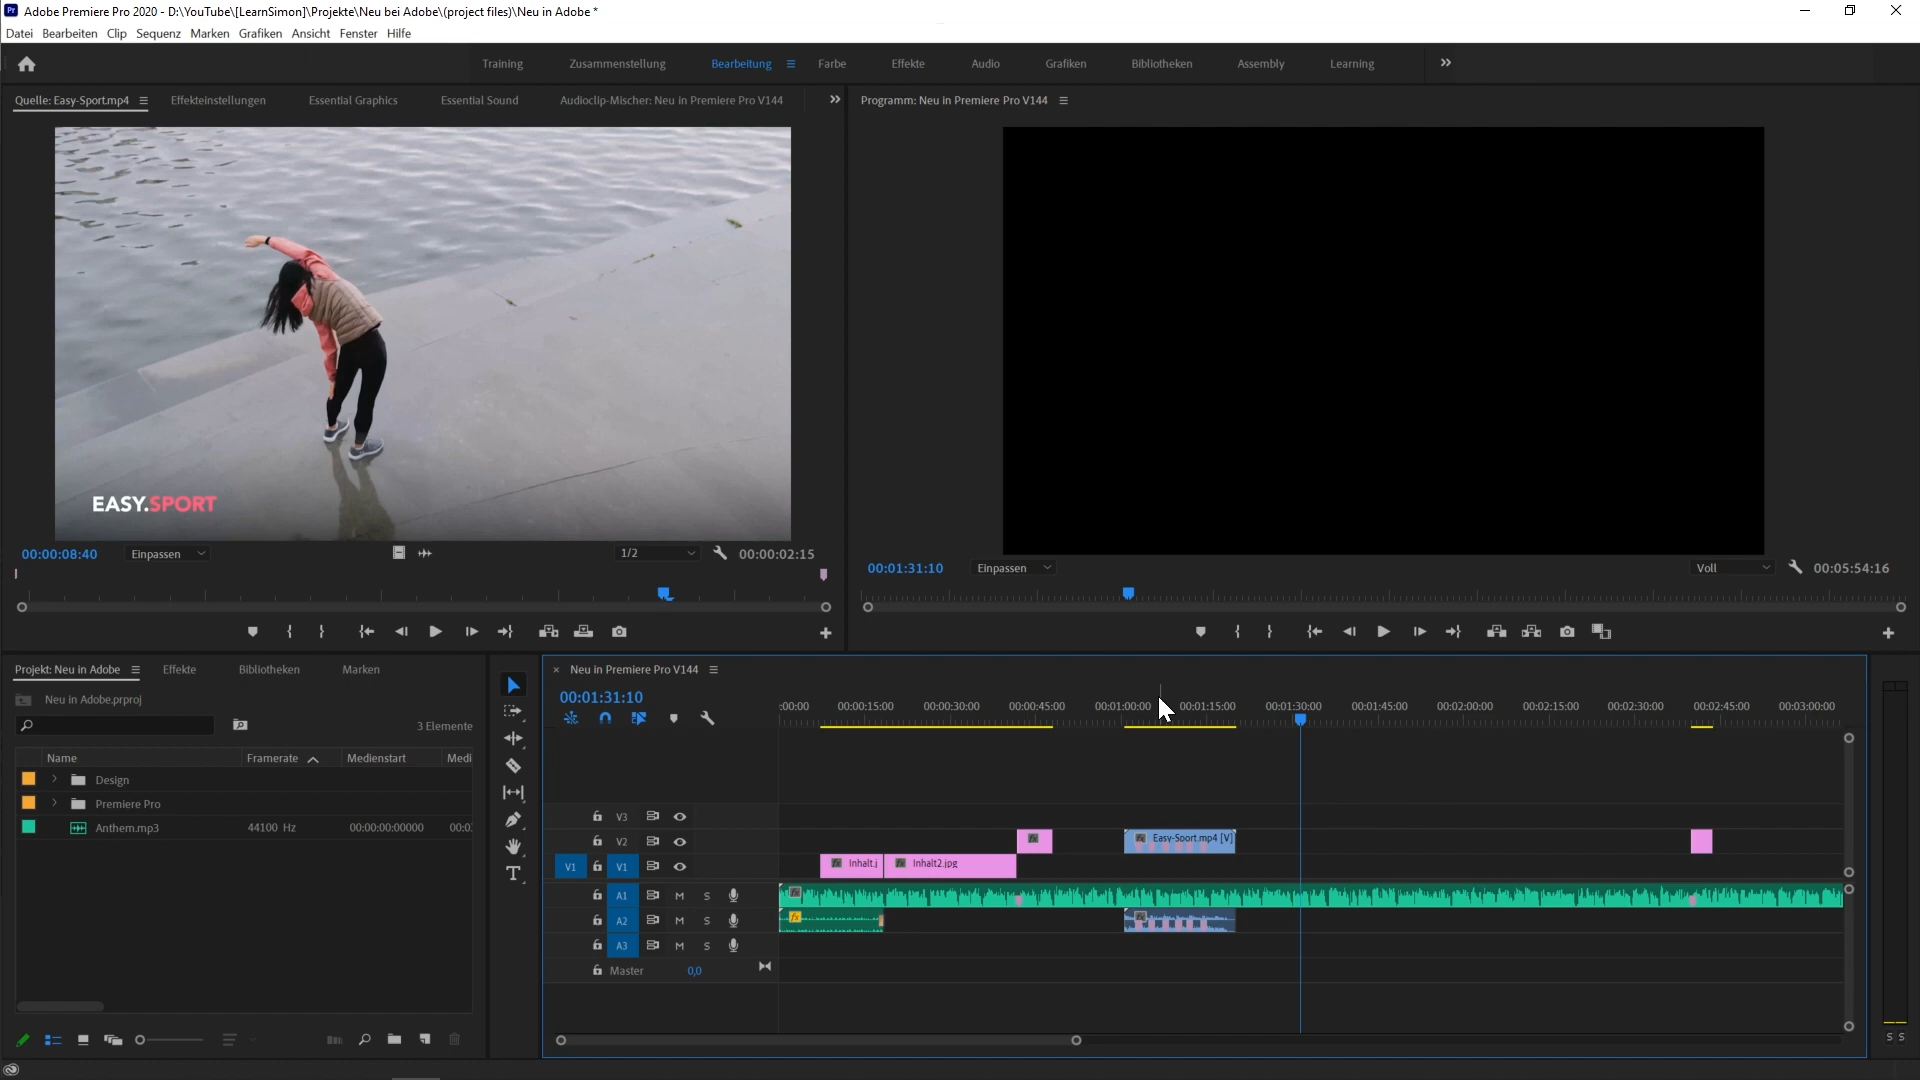 Adobe Premiere Pro 2020 - D:\YouTube\[LearnSimon]\Projekte\Neu bei Adobe\(project files)\Neu in Adobe *
Datei Bearbeiten Clip Sequenz Marken Grafiken Ansicht Fenster Hilfe
Training Zusammenstellung Bearbeitung Farbe Effekte Audio Grafiken Bibliotheken Assembly Learning
Quelle: Easy-Sport.mp4 Effekteinstellungen Essential Graphics Essential Sound Audioclip-Mischer: Neu in Premiere Pro V144
Programm: Neu in Premiere Pro V144
EASY.SPORT
00:00:08:40 Einpassen 1/2 00:00:02:15
00:01:31:10 Einpassen Voll 00:05:54:16
Projekt: Neu in Adobe Effekte Bibliotheken Marken
Neu in Adobe.prproj
3 Elemente
Name Framerate Medienstart Medi
Design
Premiere Pro
Anthem.mp3 44100 Hz 00:00:00:00000 00:0
Neu in Premiere Pro V144
00:01:31:10
:00:00 00:00:15:00 00:00:30:00 00:00:45:00 00:01:00:00 00:01:15:00 00:01:30:00 00:01:45:00 00:02:00:00 00:02:15:00 00:02:30:00 00:02:45:00 00:03:00:00
V3
V2 fx fx Easy-Sport.mp4 [V]
V1 V1 fx Inhalt.j fx Inhalt2.jpg
A1 M S fx
A2 M S fx fx
A3 M S
Master 0,0
S S